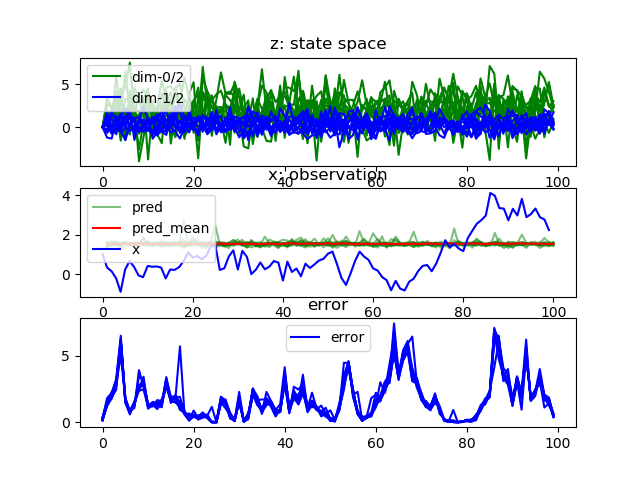 z: state space
5
0
dim-0/2
dim-1/2
0 20 40 60 80 100
x: observation
4
2
0
pred
pred_mean
x
0 20 40 60 80 100
error
5
0
error
0 20 40 60 80 100